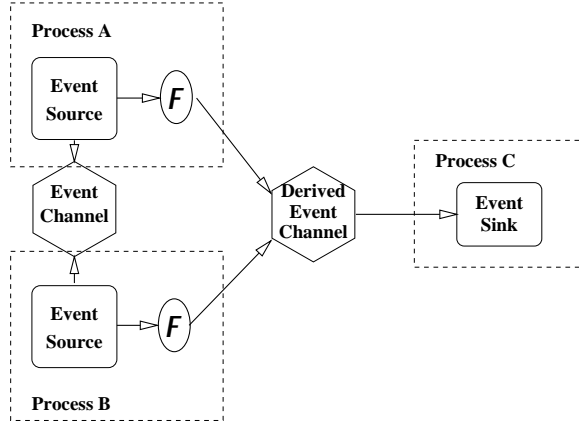 Process A
Event
Source
F
Event
Channel
Derived
Event
Channel
Process C
Event
Sink
Event
Source
F
Process B